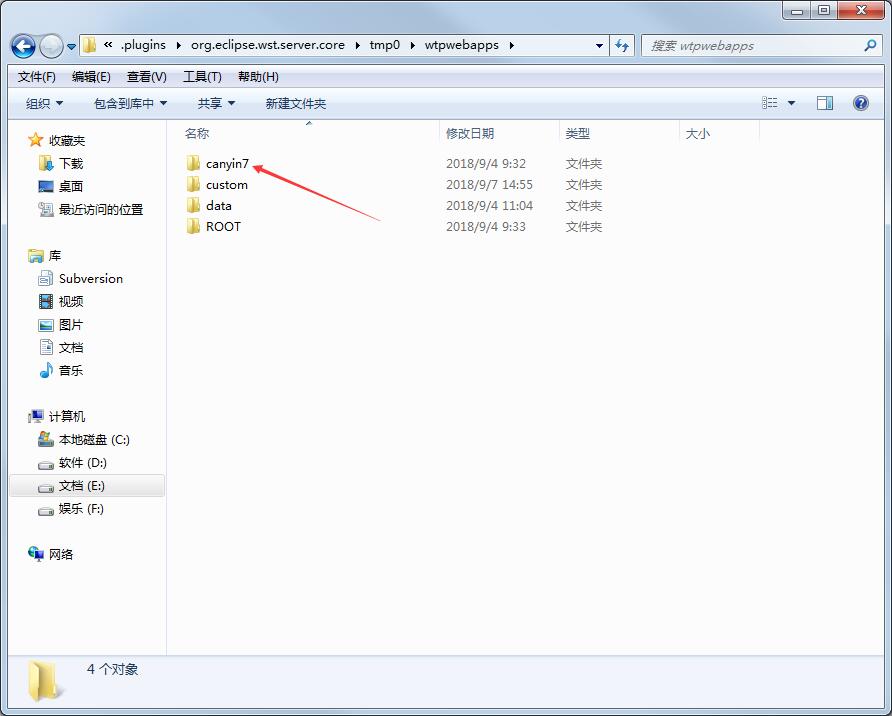 « .plugins org.eclipse.wst.server.core tmp0 wtpwebapps 搜索 wtpwebapps
文件(F) 编辑(E) 查看(V) 工具(T) 帮助(H)
组织 包含到库中 共享 新建文件夹
名称 修改日期 类型 大小
canyin7 2018/9/4 9:32 文件夹
custom 2018/9/7 14:55 文件夹
data 2018/9/4 11:04 文件夹
ROOT 2018/9/4 9:33 文件夹
收藏夹
下载
桌面
最近访问的位置
库
Subversion
视频
图片
文档
音乐
计算机
本地磁盘 (C:)
软件 (D:)
文档 (E:)
娱乐 (F:)
网络
4 个对象